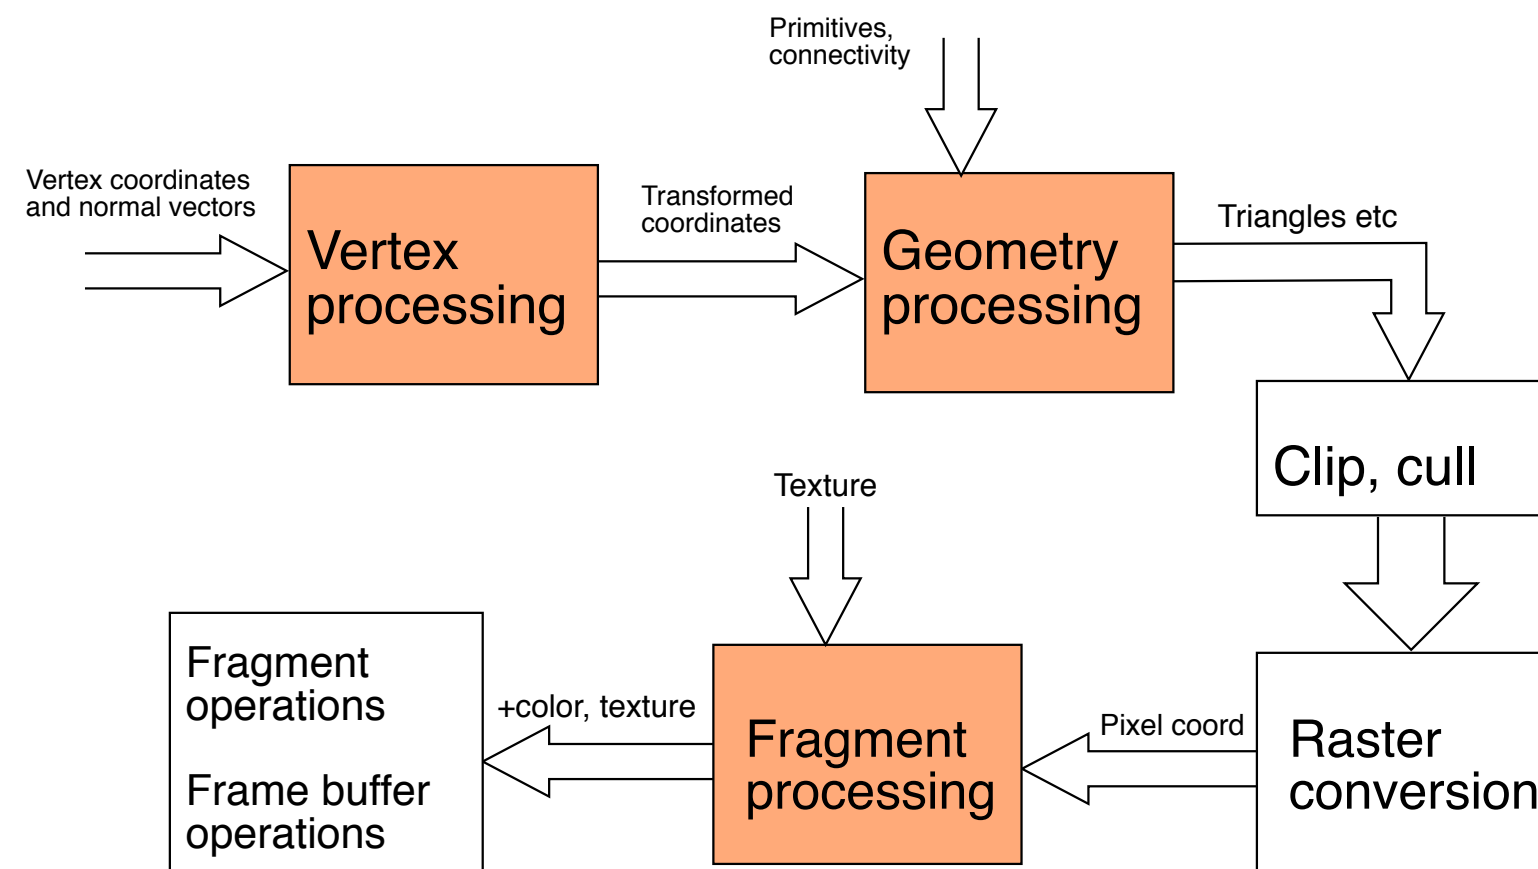 Primitives,
connectivity
Vertex coordinates
and normal vectors
Vertex
processing
Transformed
coordinates
Geometry
processing
Triangles etc
Clip, cull
Texture
Fragment
operations
Frame buffer
operations
+color, texture
Fragment
processing
Pixel coord
Raster
conversion